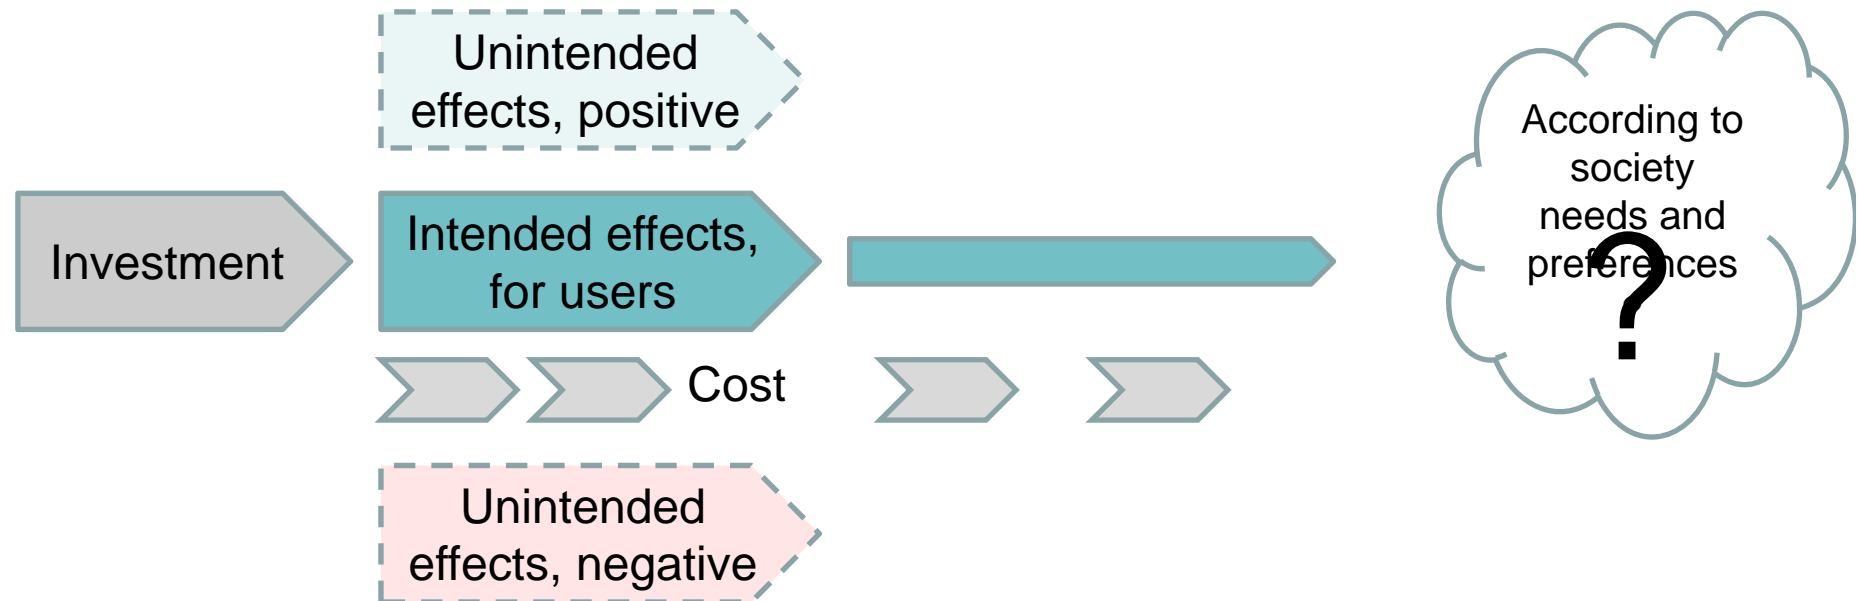 Unintended
effects, positive
Investment
Intended effects,
for users
Cost
Unintended
effects, negative
According to
society
needs and
preferences
?